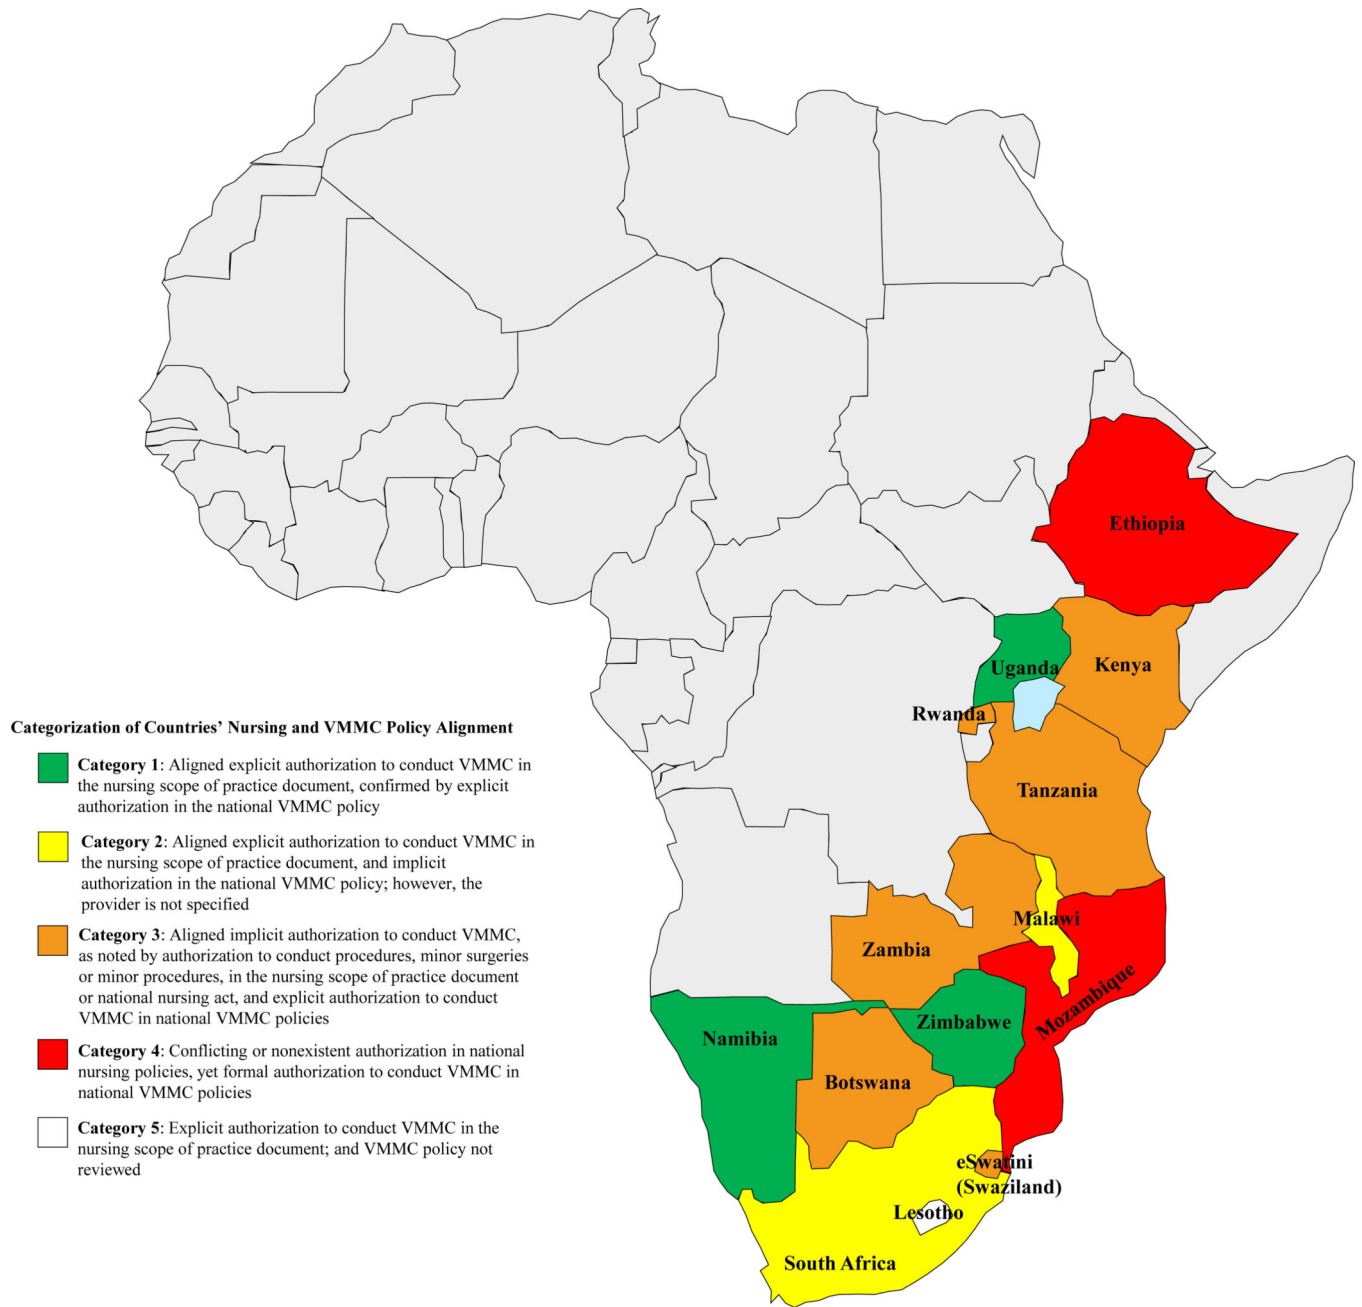 Ethiopia
Uganda
Kenya
Rwanda
Categorization of Countries' Nursing and VMMC Policy Alignment
Category 1: Aligned explicit authorization to conduct VMMC in
the nursing scope of practice document, confirmed by explicit
authorization in the national VMMC policy
Tanzania
Category 2: Aligned explicit authorization to conduct VMMC in
the nursing scope of practice document, and implicit
authorization in the national VMMC policy; however, the
provider is not specified
Malawi
Category 3: Aligned implicit authorization to conduct VMMC,
as noted by authorization to conduct procedures, minor surgeries
or minor procedures, in the nursing scope of practice document
or national nursing act, and explicit authorization to conduct
VMMC in national VMMC policies
Zambia
Mozambique
Zimbabwe
Namibia
Category 4: Conflicting or nonexistent authorization in national
nursing policies, yet formal authorization to conduct VMMC in
national VMMC policies
Botswana
Category 5: Explicit authorization to conduct VMMC in the
nursing scope of practice document; and VMMC policy not
reviewed
eSwatini
(Swaziland)
Lesotho
South Africa